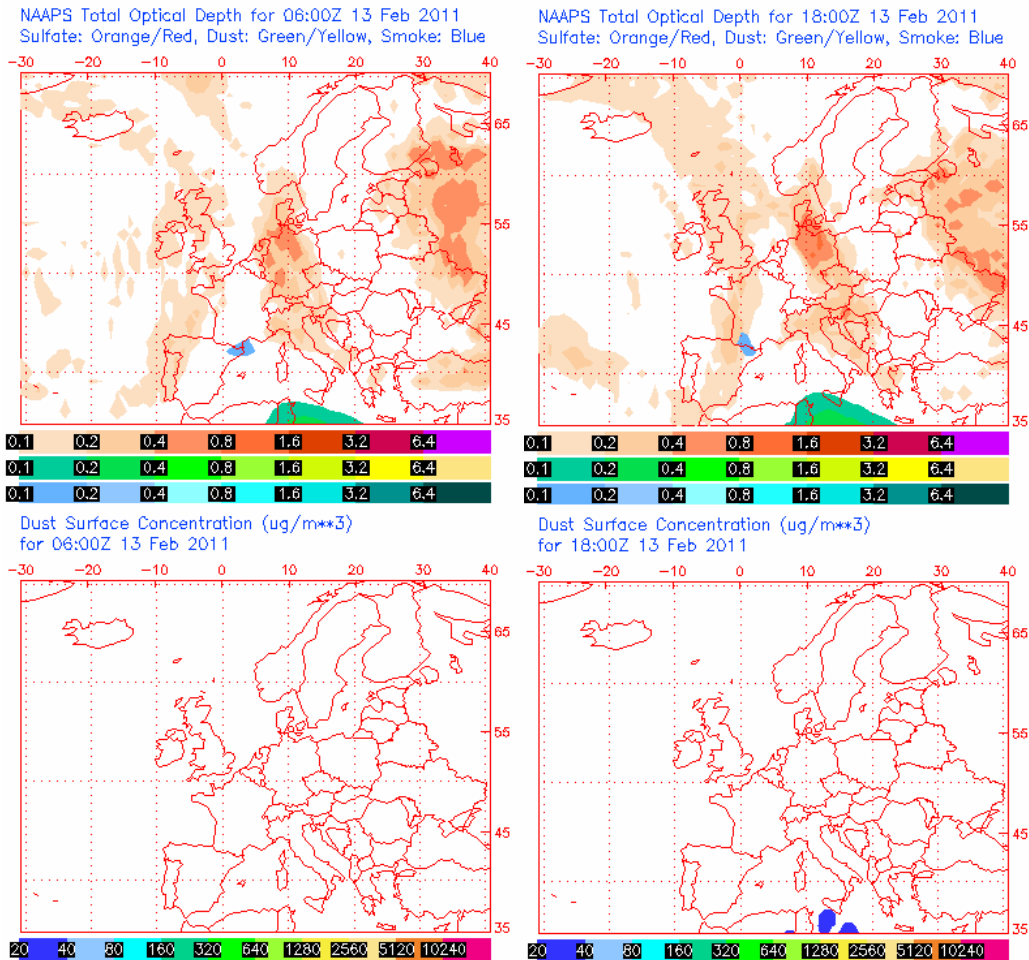 NAAPS Total Optical Depth for 06:00Z 13 Feb 2011
Sulfate: Orange/Red, Dust: Green/Yellow, Smoke: Blue
-30 -20 -10 0 10 20 30 40
65
55
45
35
0.1 0.2 0.4 0.8 1.6 3.2 6.4
0.1 0.2 0.4 0.8 1.6 3.2 6.4
0.1 0.2 0.4 0.8 1.6 3.2 6.4
NAAPS Total Optical Depth for 18:00Z 13 Feb 2011
Sulfate: Orange/Red, Dust: Green/Yellow, Smoke: Blue
-30 -20 -10 0 10 20 30 40
65
55
45
35
0.1 0.2 0.4 0.8 1.6 3.2 6.4
0.1 0.2 0.4 0.8 1.6 3.2 6.4
0.1 0.2 0.4 0.8 1.6 3.2 6.4
Dust Surface Concentration (ug/m**3)
for 06:00Z 13 Feb 2011
-30 -20 -10 0 10 20 30 40
65
55
45
35
20 40 80 160 320 640 1280 2560 5120 10240
Dust Surface Concentration (ug/m**3)
for 18:00Z 13 Feb 2011
-30 -20 -10 0 10 20 30 40
65
55
45
35
20 40 80 160 320 640 1280 2560 5120 10240